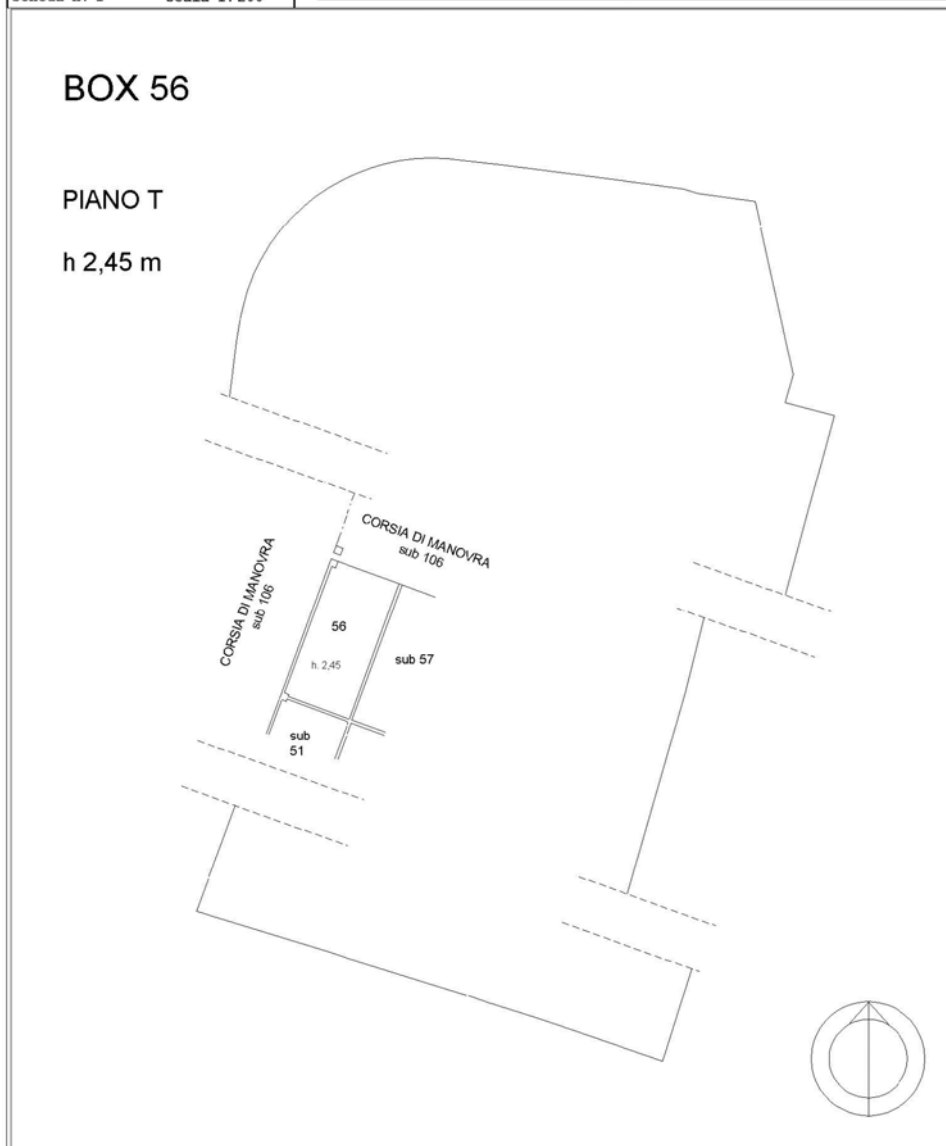 BOX 56
PIANO T
h 2,45 m
CORSIA DI MANOVRA
sub 106
CORSIA DI MANOVRA
sub 106
56
h. 2,45
sub 57
sub
51